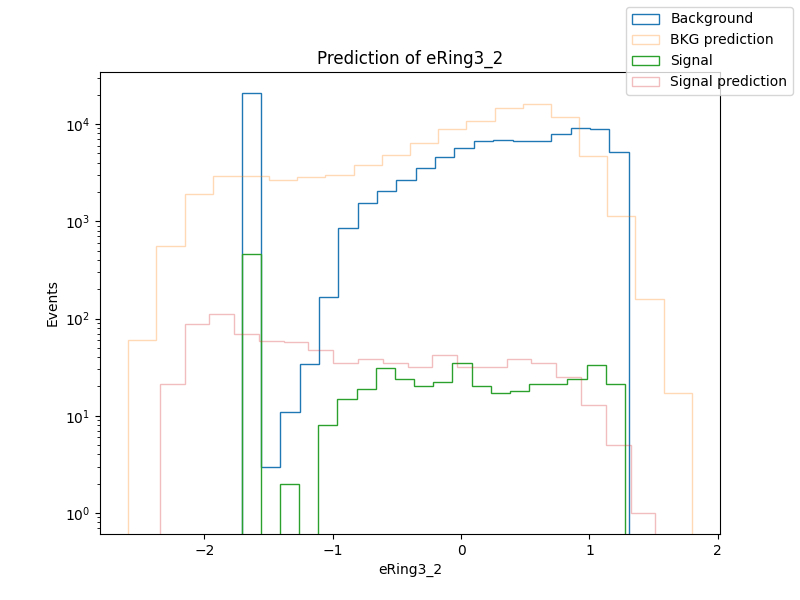 Prediction of eRing3_2
Background
BKG prediction
Signal
Signal prediction
Events
10⁴
10³
10²
10¹
10⁰
−2
−1
0
1
2
eRing3_2